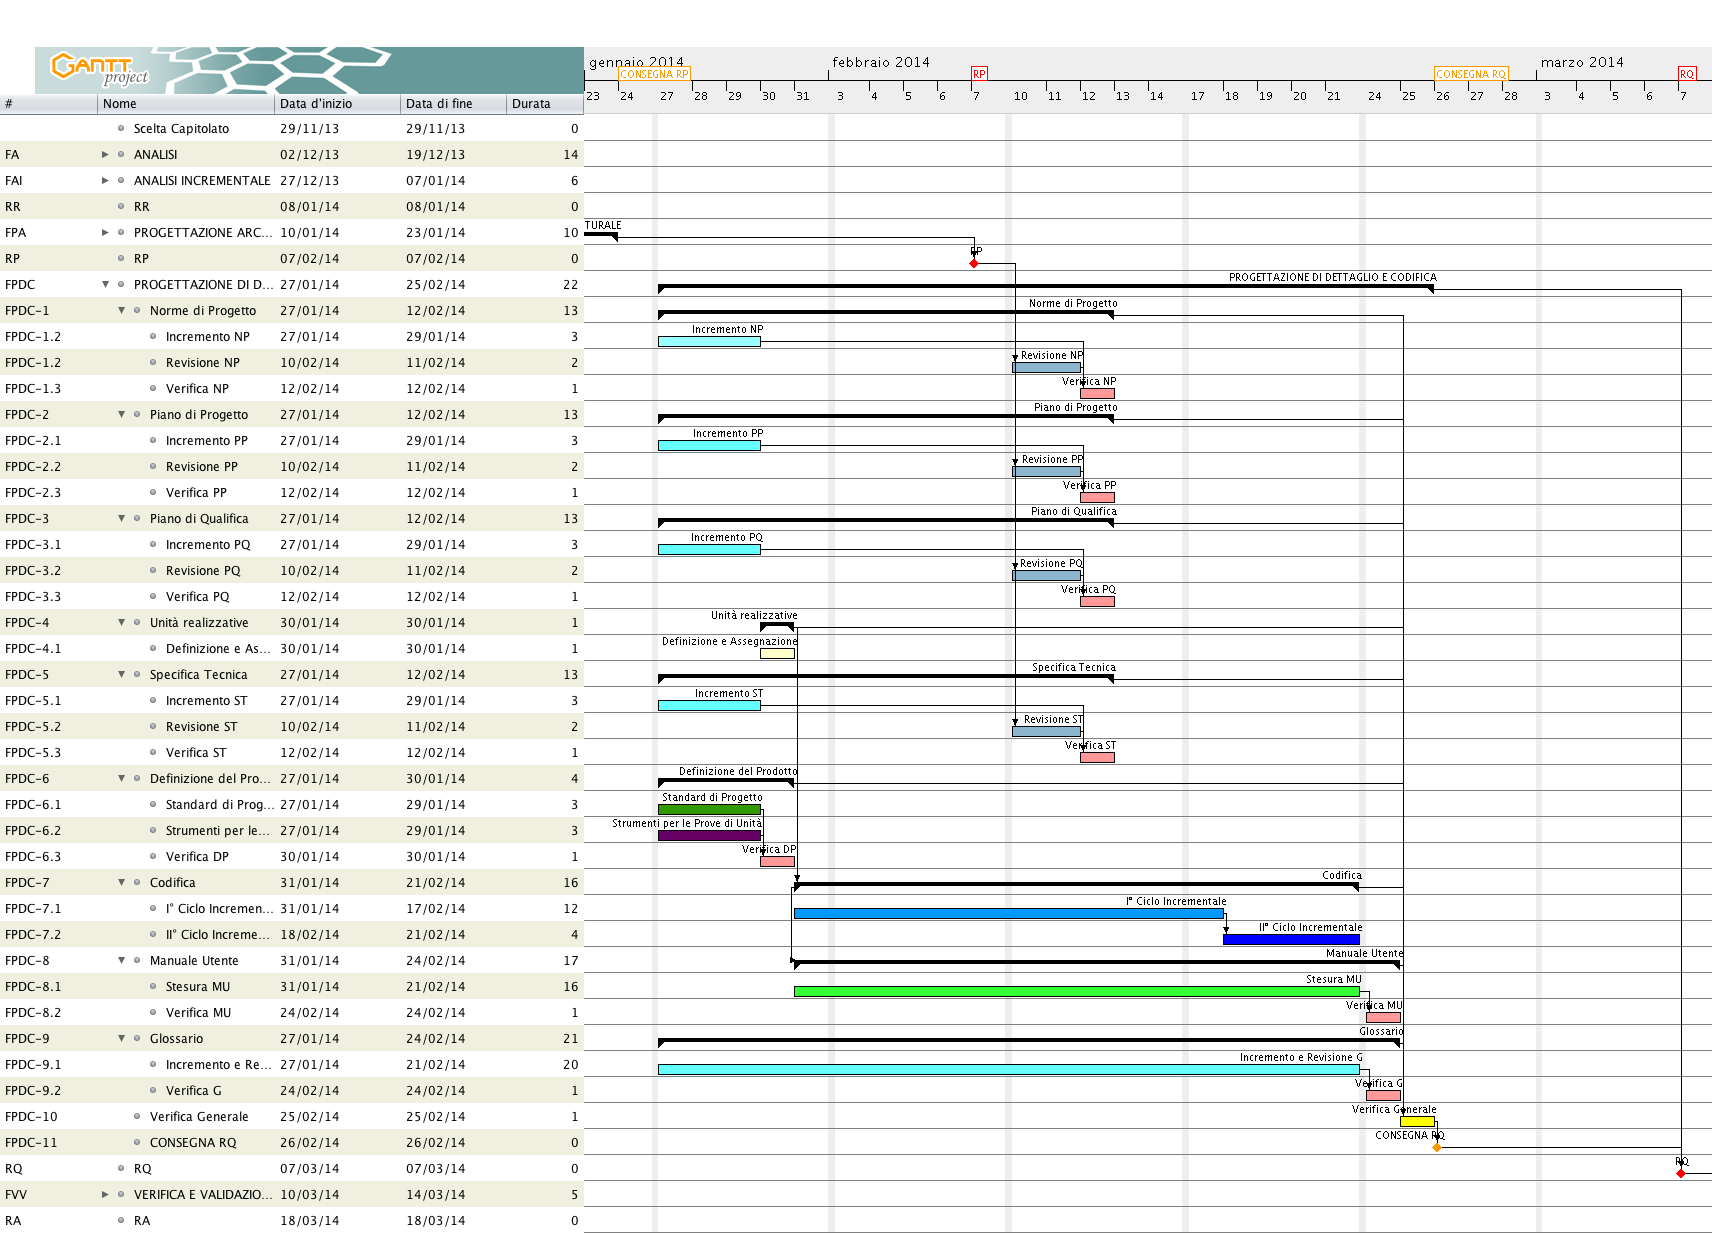 GANTT
project
gennaio 2014 febbraio 2014 marzo 2014
CONSEGNA RP RP CONSEGNA RQ RQ
23 24 27 28 29 30 31 3 4 5 6 7 10 11 12 13 14 17 18 19 20 21 24 25 26 27 28 3 4 5 6 7
# Nome Data d'inizio Data di fine Durata
Scelta Capitolato 29/11/13 29/11/13 0
FA ANALISI 02/12/13 19/12/13 14
FAI ANALISI INCREMENTALE 27/12/13 07/01/14 6
RR RR 08/01/14 08/01/14 0
TURALE
FPA PROGETTAZIONE ARC... 10/01/14 23/01/14 10
RP
RP RP 07/02/14 07/02/14 0
PROGETTAZIONE DI DETTAGLIO E CODIFICA
FPDC PROGETTAZIONE DI D... 27/01/14 25/02/14 22
Norme di Progetto
FPDC-1 Norme di Progetto 27/01/14 12/02/14 13
Incremento NP
FPDC-1.2 Incremento NP 27/01/14 29/01/14 3
Revisione NP
FPDC-1.2 Revisione NP 10/02/14 11/02/14 2
Verifica NP
FPDC-1.3 Verifica NP 12/02/14 12/02/14 1
Piano di Progetto
FPDC-2 Piano di Progetto 27/01/14 12/02/14 13
Incremento PP
FPDC-2.1 Incremento PP 27/01/14 29/01/14 3
Revisione PP
FPDC-2.2 Revisione PP 10/02/14 11/02/14 2
Verifica PP
FPDC-2.3 Verifica PP 12/02/14 12/02/14 1
Piano di Qualifica
FPDC-3 Piano di Qualifica 27/01/14 12/02/14 13
Incremento PQ
FPDC-3.1 Incremento PQ 27/01/14 29/01/14 3
Revisione PQ
FPDC-3.2 Revisione PQ 10/02/14 11/02/14 2
Verifica PQ
FPDC-3.3 Verifica PQ 12/02/14 12/02/14 1
Unità realizzative
FPDC-4 Unità realizzative 30/01/14 30/01/14 1
Definizione e Assegnazione
FPDC-4.1 Definizione e As... 30/01/14 30/01/14 1
Specifica Tecnica
FPDC-5 Specifica Tecnica 27/01/14 12/02/14 13
Incremento ST
FPDC-5.1 Incremento ST 27/01/14 29/01/14 3
Revisione ST
FPDC-5.2 Revisione ST 10/02/14 11/02/14 2
Verifica ST
FPDC-5.3 Verifica ST 12/02/14 12/02/14 1
Definizione del Prodotto
FPDC-6 Definizione del Pro... 27/01/14 30/01/14 4
Standard di Progetto
FPDC-6.1 Standard di Prog... 27/01/14 29/01/14 3
Strumenti per le Prove di Unità
FPDC-6.2 Strumenti per le... 27/01/14 29/01/14 3
Verifica DP
FPDC-6.3 Verifica DP 30/01/14 30/01/14 1
Codifica
FPDC-7 Codifica 31/01/14 21/02/14 16
I° Ciclo Incrementale
FPDC-7.1 I° Ciclo Incremen... 31/01/14 17/02/14 12
II° Ciclo Incrementale
FPDC-7.2 II° Ciclo Increme... 18/02/14 21/02/14 4
Manuale Utente
FPDC-8 Manuale Utente 31/01/14 24/02/14 17
Stesura MU
FPDC-8.1 Stesura MU 31/01/14 21/02/14 16
Verifica MU
FPDC-8.2 Verifica MU 24/02/14 24/02/14 1
Glossario
FPDC-9 Glossario 27/01/14 24/02/14 21
Incremento e Revisione G
FPDC-9.1 Incremento e Re... 27/01/14 21/02/14 20
Verifica G
FPDC-9.2 Verifica G 24/02/14 24/02/14 1
Verifica Generale
FPDC-10 Verifica Generale 25/02/14 25/02/14 1
CONSEGNA RQ
FPDC-11 CONSEGNA RQ 26/02/14 26/02/14 0
RQ
RQ RQ 07/03/14 07/03/14 0
FVV VERIFICA E VALIDAZIO... 10/03/14 14/03/14 5
RA RA 18/03/14 18/03/14 0